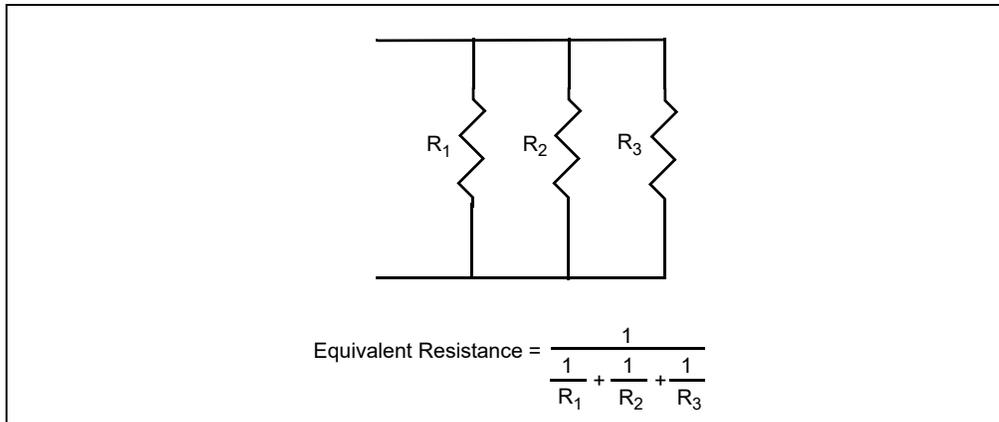 R₁ R₂ R₃
Equivalent Resistance = 1
1 + 1 + 1
R₁ R₂ R₃